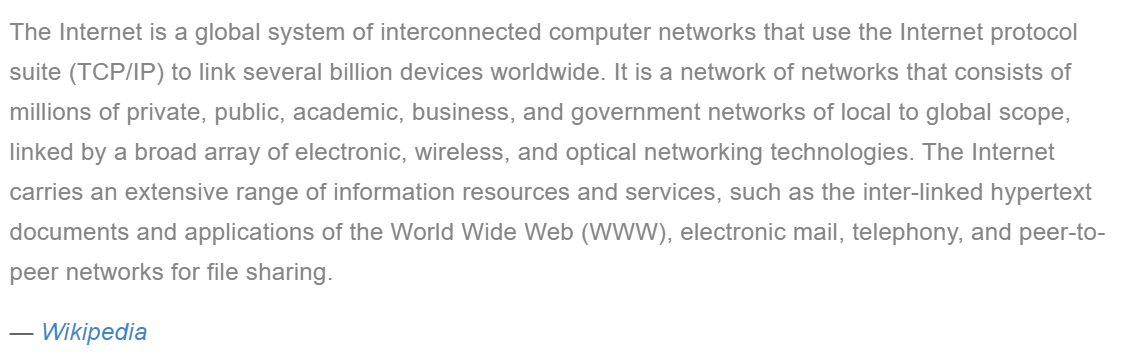 The Internet is a global system of interconnected computer networks that use the Internet protocol
suite (TCP/IP) to link several billion devices worldwide. It is a network of networks that consists of
millions of private, public, academic, business, and government networks of local to global scope,
linked by a broad array of electronic, wireless, and optical networking technologies. The Internet
carries an extensive range of information resources and services, such as the inter-linked hypertext
documents and applications of the World Wide Web (WWW), electronic mail, telephony, and peer-to-
peer networks for file sharing.
— Wikipedia